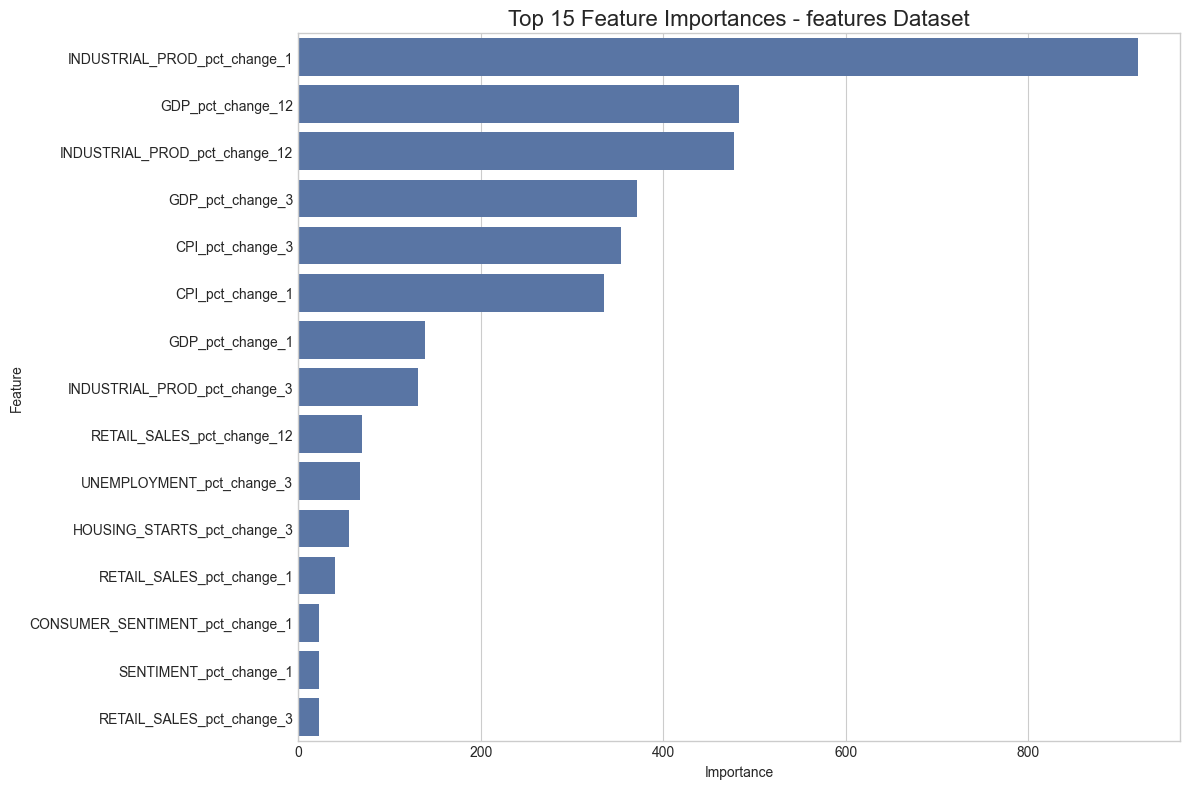 Top 15 Feature Importances - features Dataset
INDUSTRIAL_PROD_pct_change_1
GDP_pct_change_12
INDUSTRIAL_PROD_pct_change_12
GDP_pct_change_3
CPI_pct_change_3
CPI_pct_change_1
GDP_pct_change_1
INDUSTRIAL_PROD_pct_change_3
RETAIL_SALES_pct_change_12
UNEMPLOYMENT_pct_change_3
HOUSING_STARTS_pct_change_3
RETAIL_SALES_pct_change_1
CONSUMER_SENTIMENT_pct_change_1
SENTIMENT_pct_change_1
RETAIL_SALES_pct_change_3
Feature
0 200 400 600 800
Importance